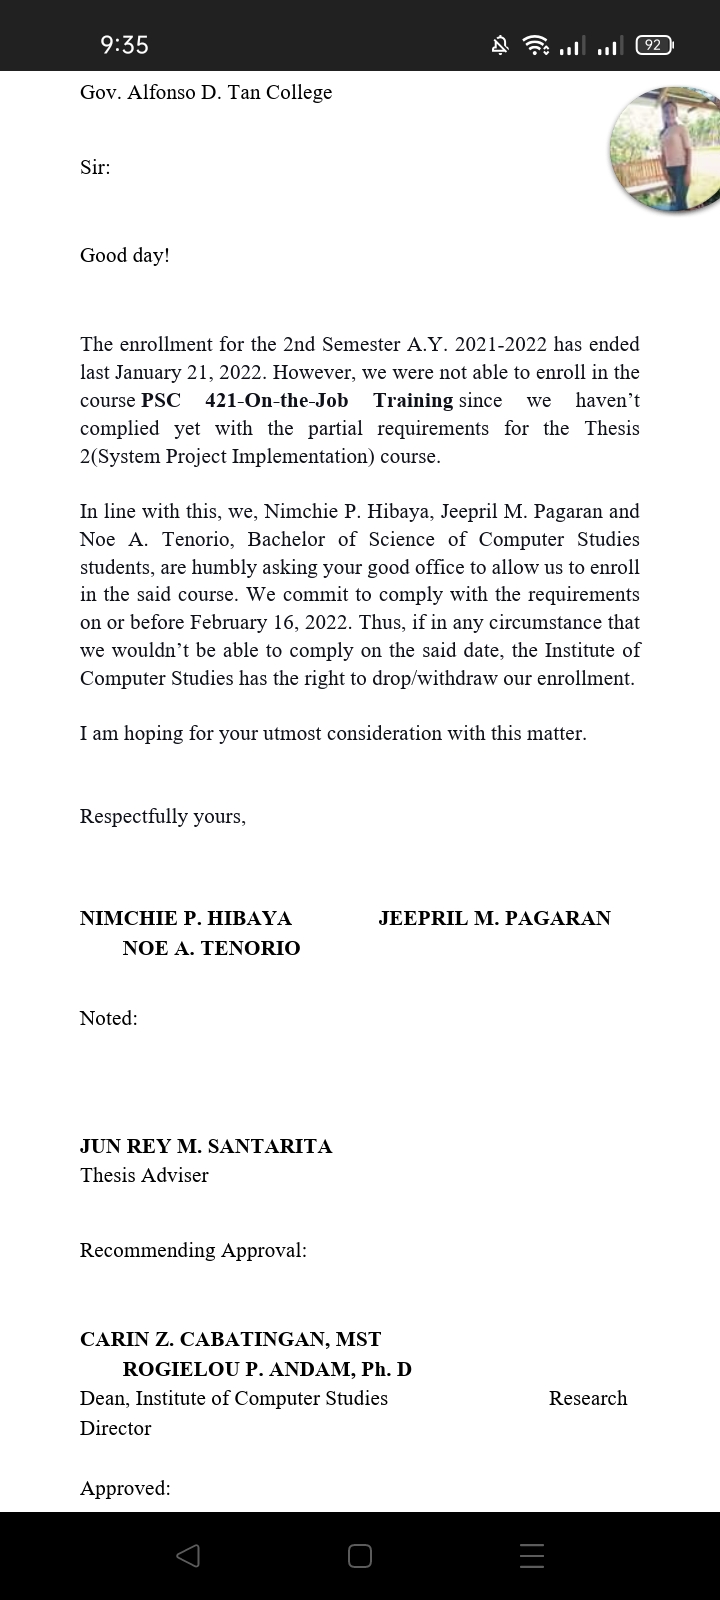 9:35
92
Gov. Alfonso D. Tan College
Sir:
Good day!
The enrollment for the 2nd Semester A.Y. 2021-2022 has ended
last January 21, 2022. However, we were not able to enroll in the
course PSC 421-On-the-Job Training since we haven't
complied yet with the partial requirements for the Thesis
2(System Project Implementation) course.
In line with this, we, Nimchie P. Hibaya, Jeepril M. Pagaran and
Noe A. Tenorio, Bachelor of Science of Computer Studies
students, are humbly asking your good office to allow us to enroll
in the said course. We commit to comply with the requirements
on or before February 16, 2022. Thus, if in any circumstance that
we wouldn't be able to comply on the said date, the Institute of
Computer Studies has the right to drop/withdraw our enrollment.
I am hoping for your utmost consideration with this matter.
Respectfully yours,
NIMCHIE P. HIBAYA JEEPRIL M. PAGARAN
NOE A. TENORIO
Noted:
JUN REY M. SANTARITA
Thesis Adviser
Recommending Approval:
CARIN Z. CABATINGAN, MST
ROGIELOU P. ANDAM, Ph. D
Dean, Institute of Computer Studies Research
Director
Approved: